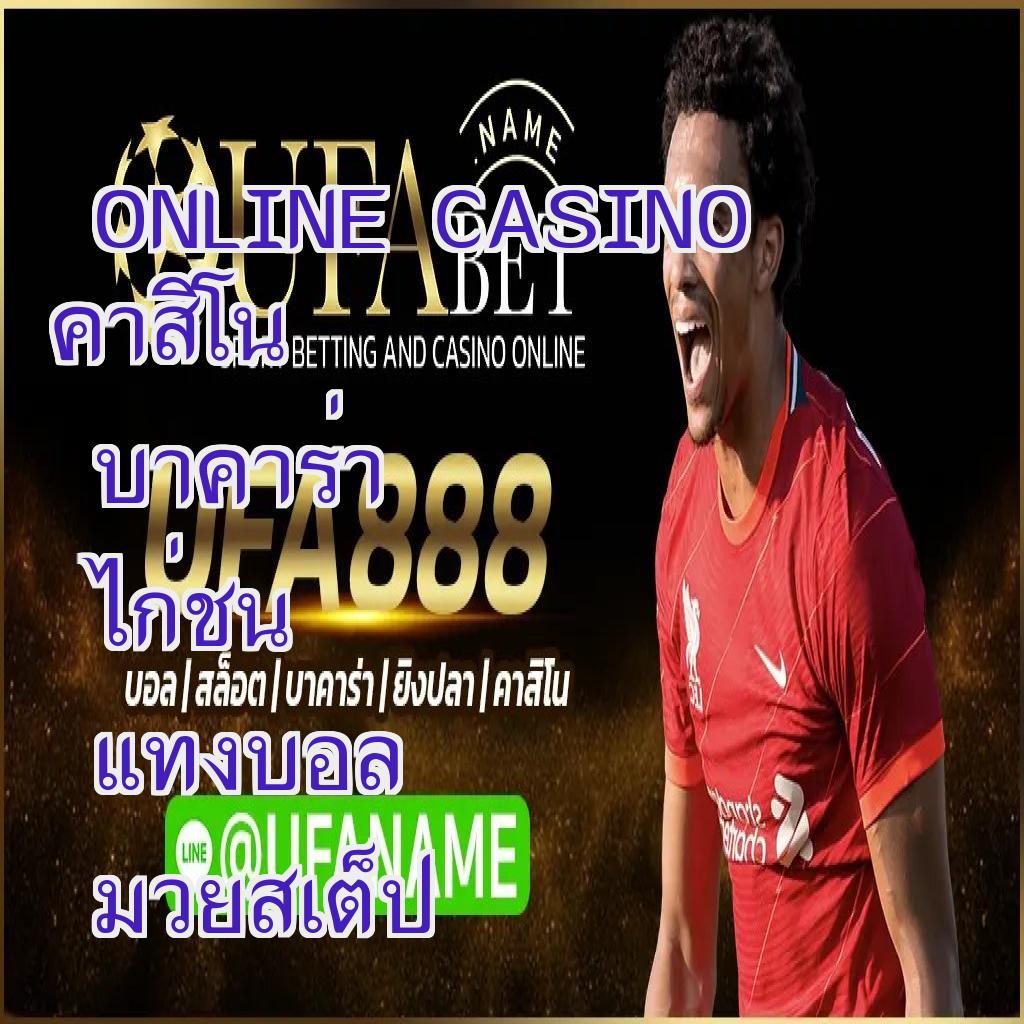 .NAME
UFA
BET
ONLINE CASINO
คาสิโน
SPORT BETTING AND CASINO ONLINE
บาคาร่า
UFA888
ไก่ชน
บอล | สล็อต | บาคาร่า | ยิงปลา | คาสิโน
แทงบอล
LINE @UFANAME
มวยสเต็ป